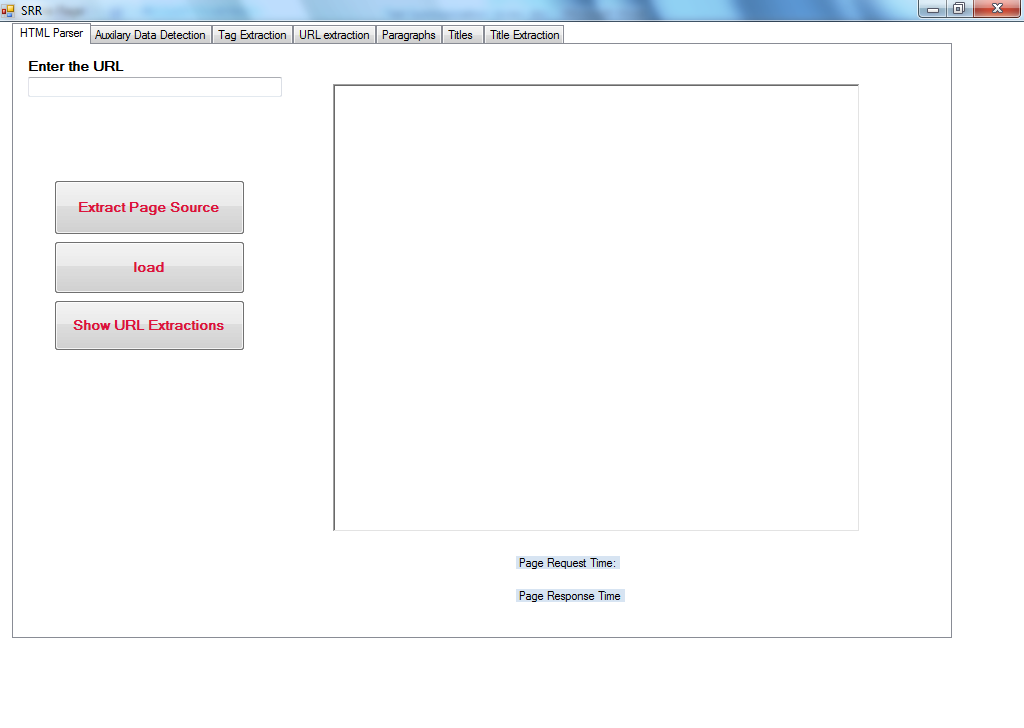 SRR
HTML Parser Auxilary Data Detection Tag Extraction URL extraction Paragraphs Titles Title Extraction
Enter the URL
Extract Page Source
load
Show URL Extractions
Page Request Time:
Page Response Time